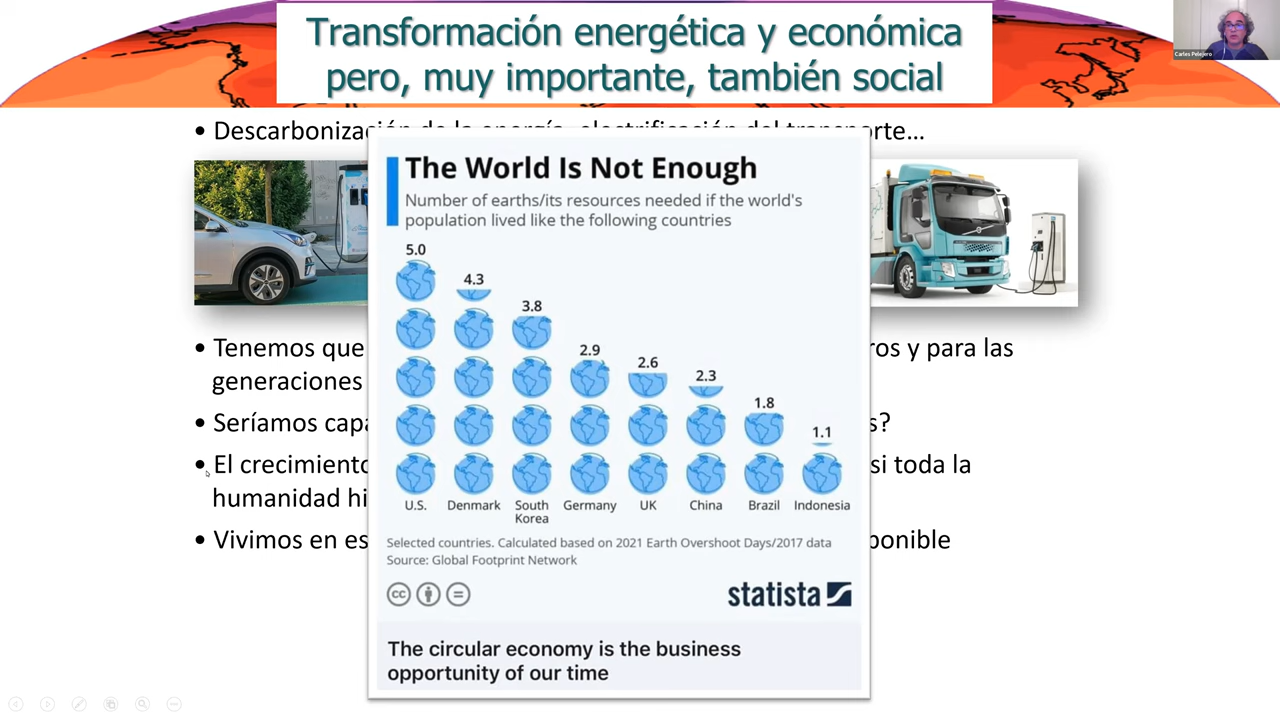 Transformación energética y económica
pero, muy importante, también social
Carles Pelejero
• Descarbonización de la energía, electrificación del transporte...
The World Is Not Enough
Number of earths/its resources needed if the world's
population lived like the following countries
5.0
4.3
3.8
2.9
2.6
2.3
1.8
1.1
U.S. Denmark South Korea Germany UK China Brazil Indonesia
Selected countries. Calculated based on 2021 Earth Overshoot Days/2017 data
Source: Global Footprint Network
cc
statista
The circular economy is the business
opportunity of our time
• Tenemos que
ros y para las
generaciones
• Seríamos capa
s?
• El crecimiento
si toda la
humanidad hi
• Vivimos en es
ponible